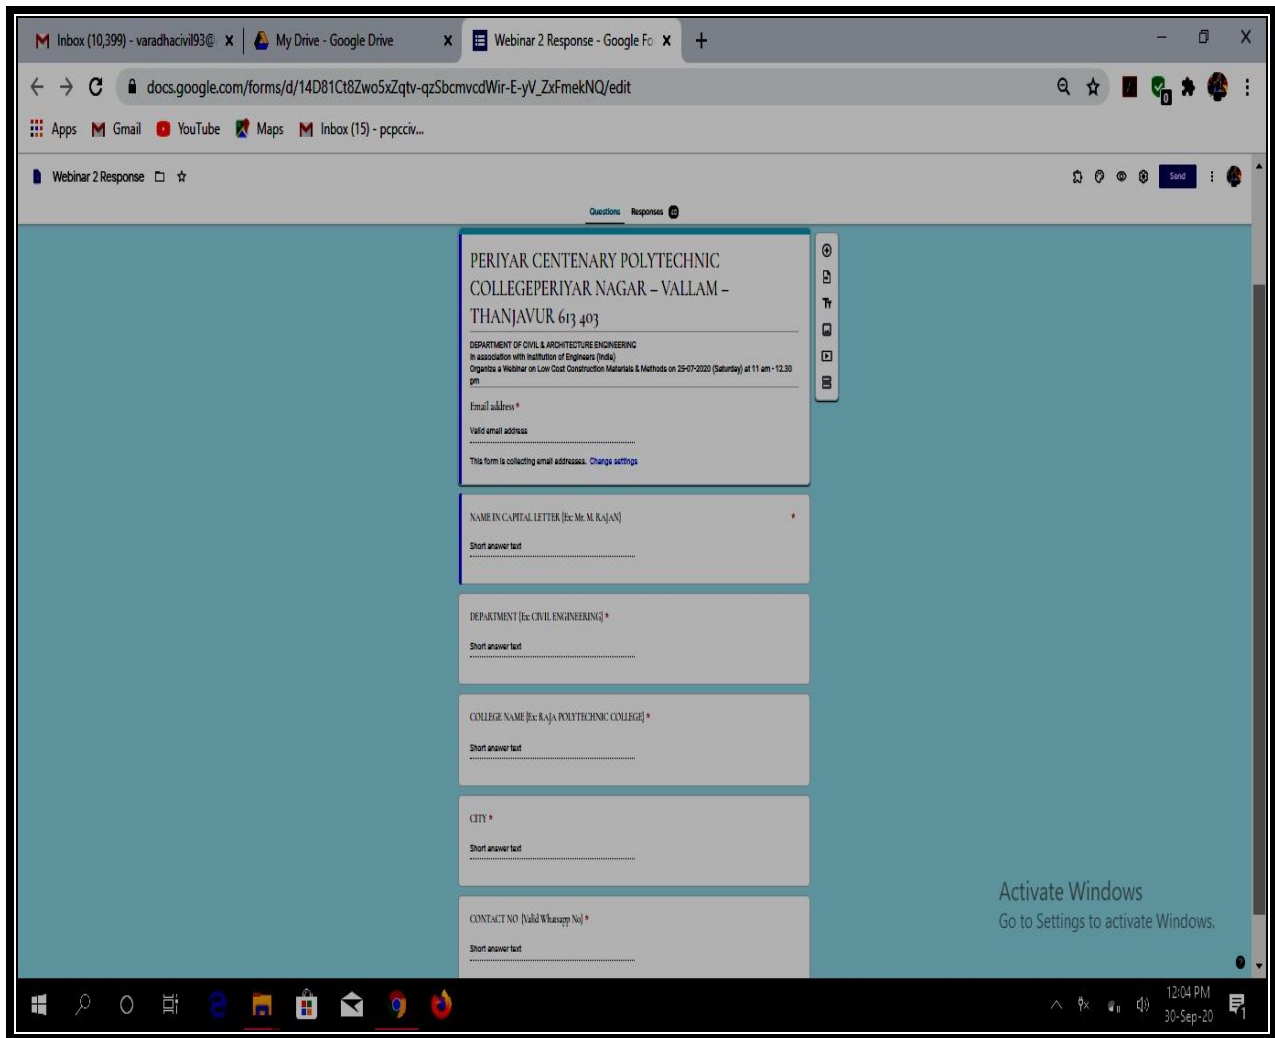 Inbox (10,399) - varadhacivil93@
My Drive - Google Drive
Webinar 2 Response - Google Fo
docs.google.com/forms/d/14D81Ct8Zwo5xZqtv-qzSbcmvcdWir-E-yV_ZxFmekNQ/edit
Apps Gmail YouTube Maps Inbox (15) - pcpcciv...
Webinar 2 Response
Send
Questions Responses
PERIYAR CENTENARY POLYTECHNIC
COLLEGEPERIYAR NAGAR – VALLAM –
THANJAVUR 613 403
DEPARTMENT OF CIVIL & ARCHITECTURE ENGINEERING
In association with Institution of Engineers (India)
Organize a Webinar on Low Cost Construction Materials & Methods on 25-07-2020 (Saturday) at 11 am - 12.30
pm
Email address *
Valid email address
This form is collecting email addresses. Change settings
NAME IN CAPITAL LETTER [Ex: Mr. M. RAJAN] *
Short answer text
DEPARTMENT [Ex: CIVIL ENGINEERING] *
Short answer text
COLLEGE NAME [Ex: RAJA POLYTECHNIC COLLEGE] *
Short answer text
CITY *
Short answer text
CONTACT NO [Valid Whatsapp No] *
Short answer text
Activate Windows
Go to Settings to activate Windows.
12:04 PM
30-Sep-20